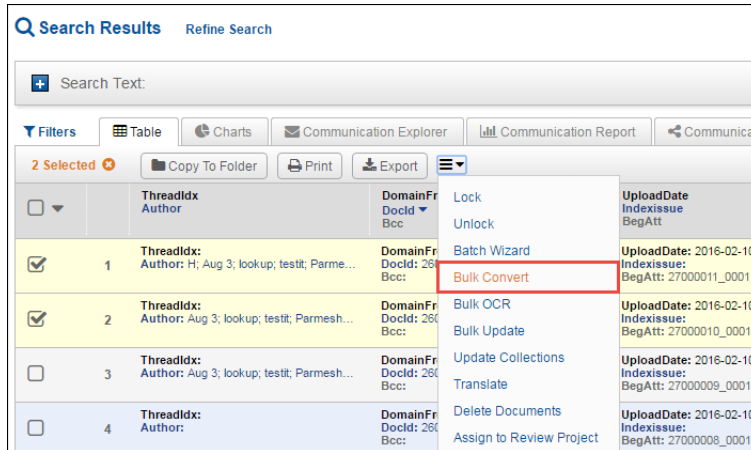 Search Results Refine Search
Search Text:
Filters Table Charts Communication Explorer Communication Report Communica
2 Selected Copy To Folder Print Export
ThreadIdx DomainFr UploadDate
Author DocId Indexissue
Bcc BegAtt
Lock
Unlock
Batch Wizard
Bulk Convert
Bulk OCR
Bulk Update
Update Collections
Translate
Delete Documents
Assign to Review Project
1 ThreadIdx: DomainFr UploadDate: 2016-02-10
Author: H; Aug 3; lookup; testit; Parme... DocId: 260 Indexissue:
Bcc: BegAtt: 27000011_0001
2 ThreadIdx: DomainFr UploadDate: 2016-02-10
Author: Aug 3; lookup; testit; Parmesh... DocId: 260 Indexissue:
Bcc: BegAtt: 27000010_0001
3 ThreadIdx: DomainFr UploadDate: 2016-02-10
Author: Aug 3; lookup; testit; Parmesh... DocId: 260 Indexissue:
Bcc: BegAtt: 27000009_0001
4 ThreadIdx: DomainFr UploadDate: 2016-02-10
Author: DocId: 260 Indexissue:
Bcc: BegAtt: 27000008_0001